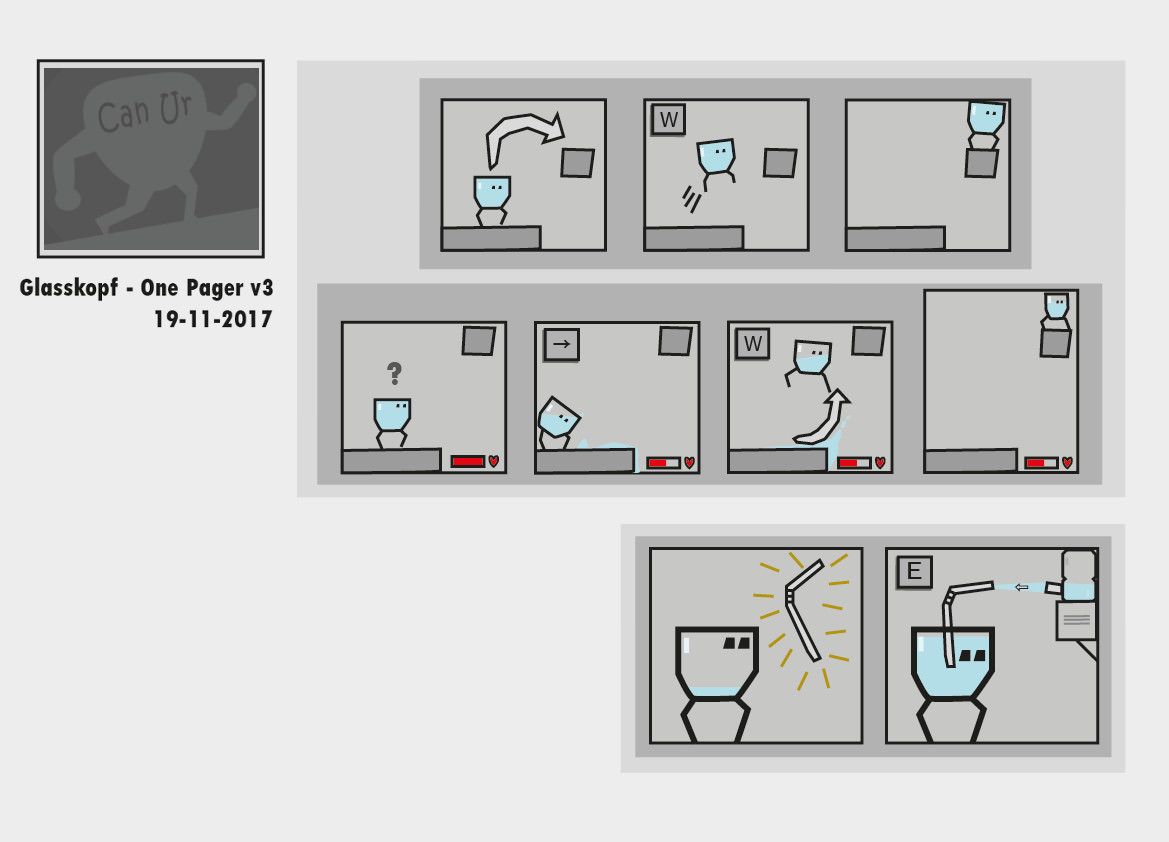 Can Ur
Glasskopf - One Pager v3
19-11-2017
W
?
→
W
E